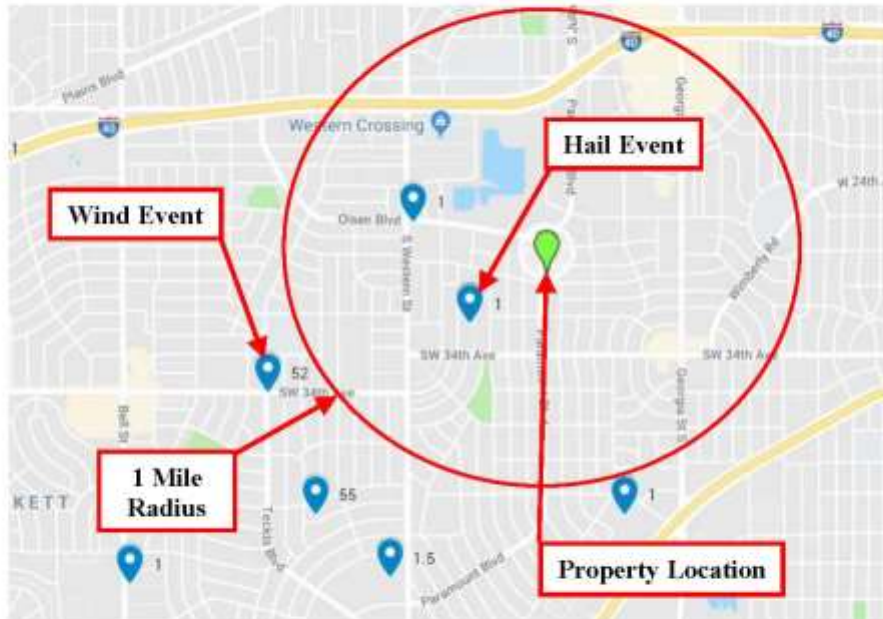 40
40
Plains Blvd
Western Crossing
Hail Event
Georgi
W 24th A
Wind Event
1
Olsen Blvd
S Western St
Wimberly Rd
1
1
SW 34th Ave
SW 34th Ave
52
SW 34th Ave
Bell St
Georgia St S
1 Mile
Radius
55
1
KETT
Teckla Blvd
1
1.5
Paramount Blvd
Property Location